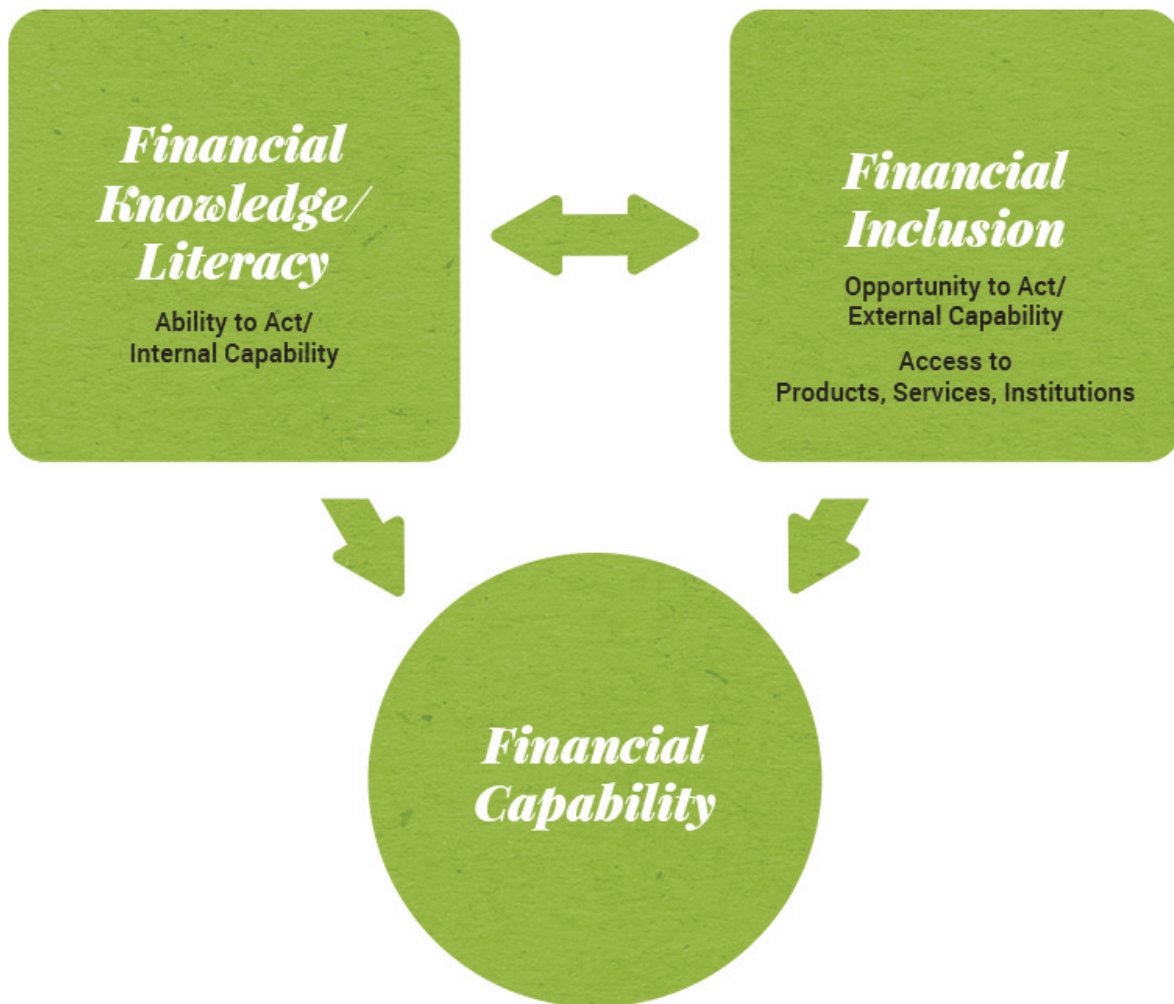 Financial
Knowledge/
Literacy
Ability to Act/
Internal Capability
Financial
Inclusion
Opportunity to Act/
External Capability
Access to
Products, Services, Institutions
Financial
Capability